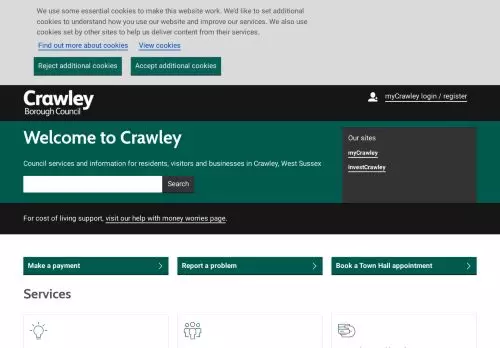 We use some essential cookies to make this website work. We'd like to set additional
cookies to understand how you use our website and improve our services. We also use
cookies set by other sites to help us deliver content from their services.
Find out more about cookies View cookies
Reject additional cookies Accept additional cookies
Crawley
Borough Council
myCrawley login / register
Welcome to Crawley
Council services and information for residents, visitors and businesses in Crawley, West Sussex
Search
Our sites
myCrawley
investCrawley
For cost of living support, visit our help with money worries page.
Make a payment Report a problem Book a Town Hall appointment
Services